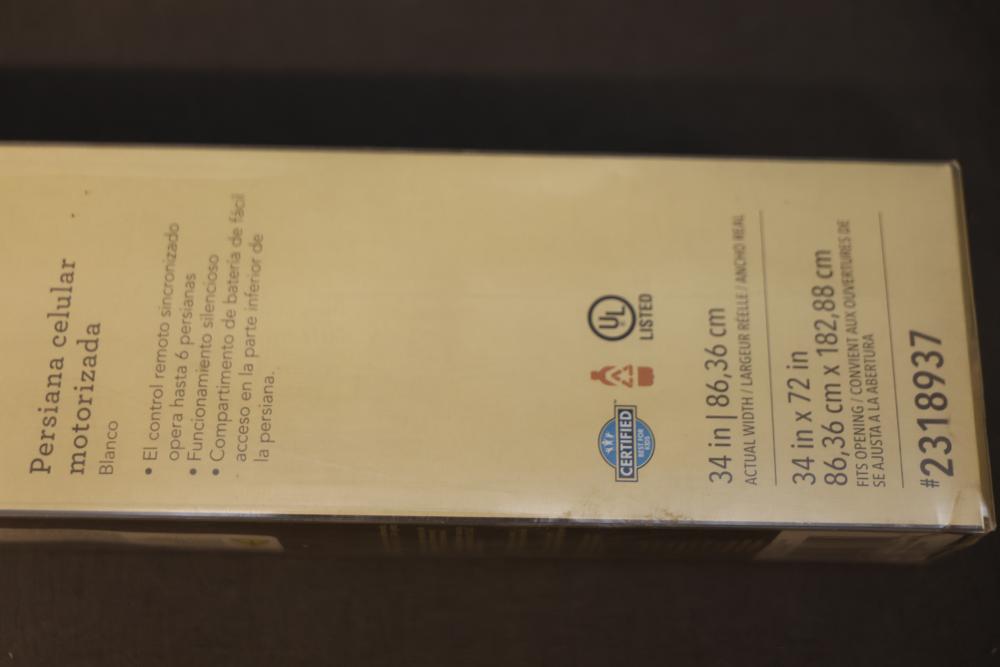 Persiana celular
motorizada
Blanco
• El control remoto sincronizado
opera hasta 6 persianas
• Funcionamiento silencioso
• Compartimento de batería de fácil
acceso en la parte inferior de
la persiana.
CERTIFIED
BEST FOR
KIDS
™
UL
LISTED
34 in | 86,36 cm
ACTUAL WIDTH / LARGEUR RÉELLE / ANCHO REAL
34 in x 72 in
86,36 cm x 182,88 cm
FITS OPENING / CONVIENT AUX OUVERTURES DE
SE AJUSTA A LA ABERTURA
#2318937